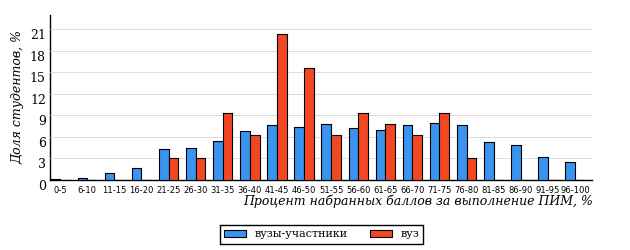 Доля студентов, %
21
18
15
12
9
6
3
0
0-5 6-10 11-15 16-20 21-25 26-30 31-35 36-40 41-45 46-50 51-55 56-60 61-65 66-70 71-75 76-80 81-85 86-90 91-95 96-100
Процент набранных баллов за выполнение ПИМ, %
вузы-участники вуз